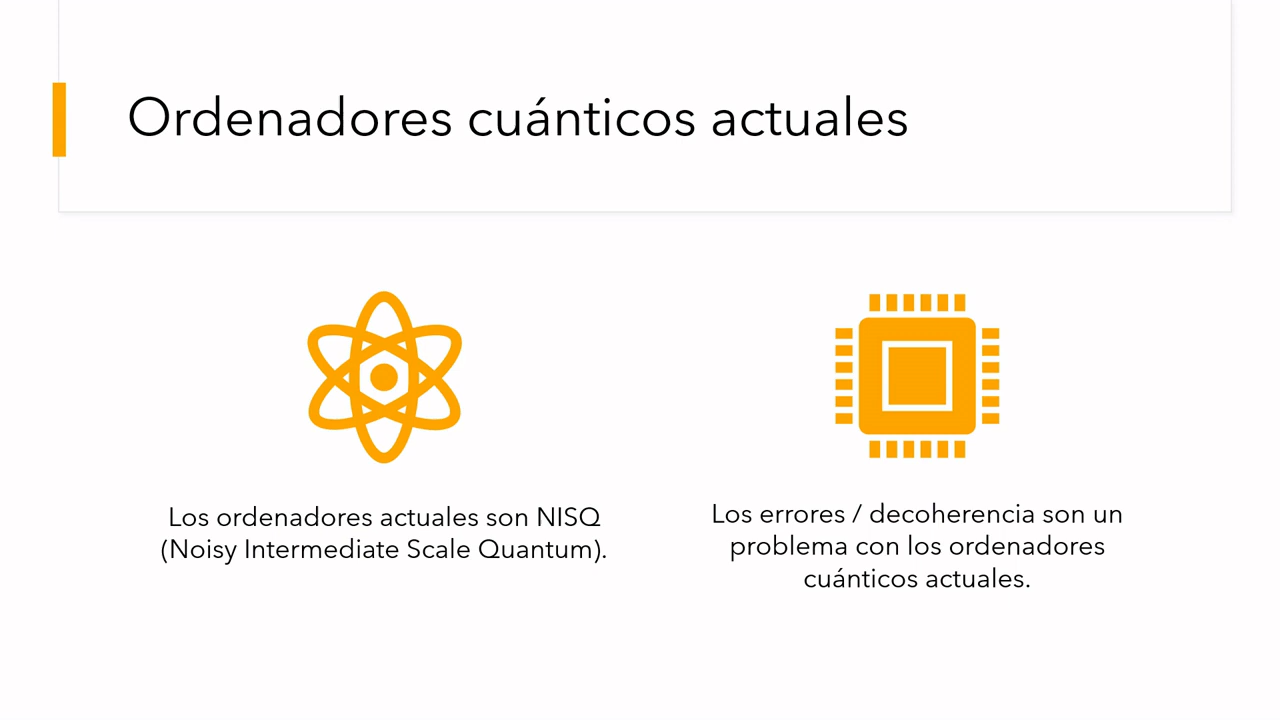 Ordenadores cuánticos actuales
Los ordenadores actuales son NISQ
(Noisy Intermediate Scale Quantum).
Los errores / decoherencia son un
problema con los ordenadores
cuánticos actuales.